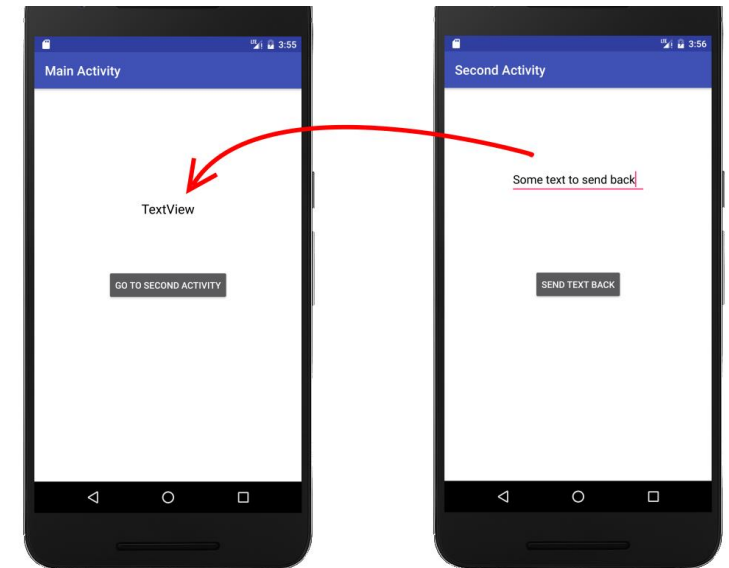 3:55
Main Activity
TextView
GO TO SECOND ACTIVITY
3:56
Second Activity
Some text to send back
SEND TEXT BACK